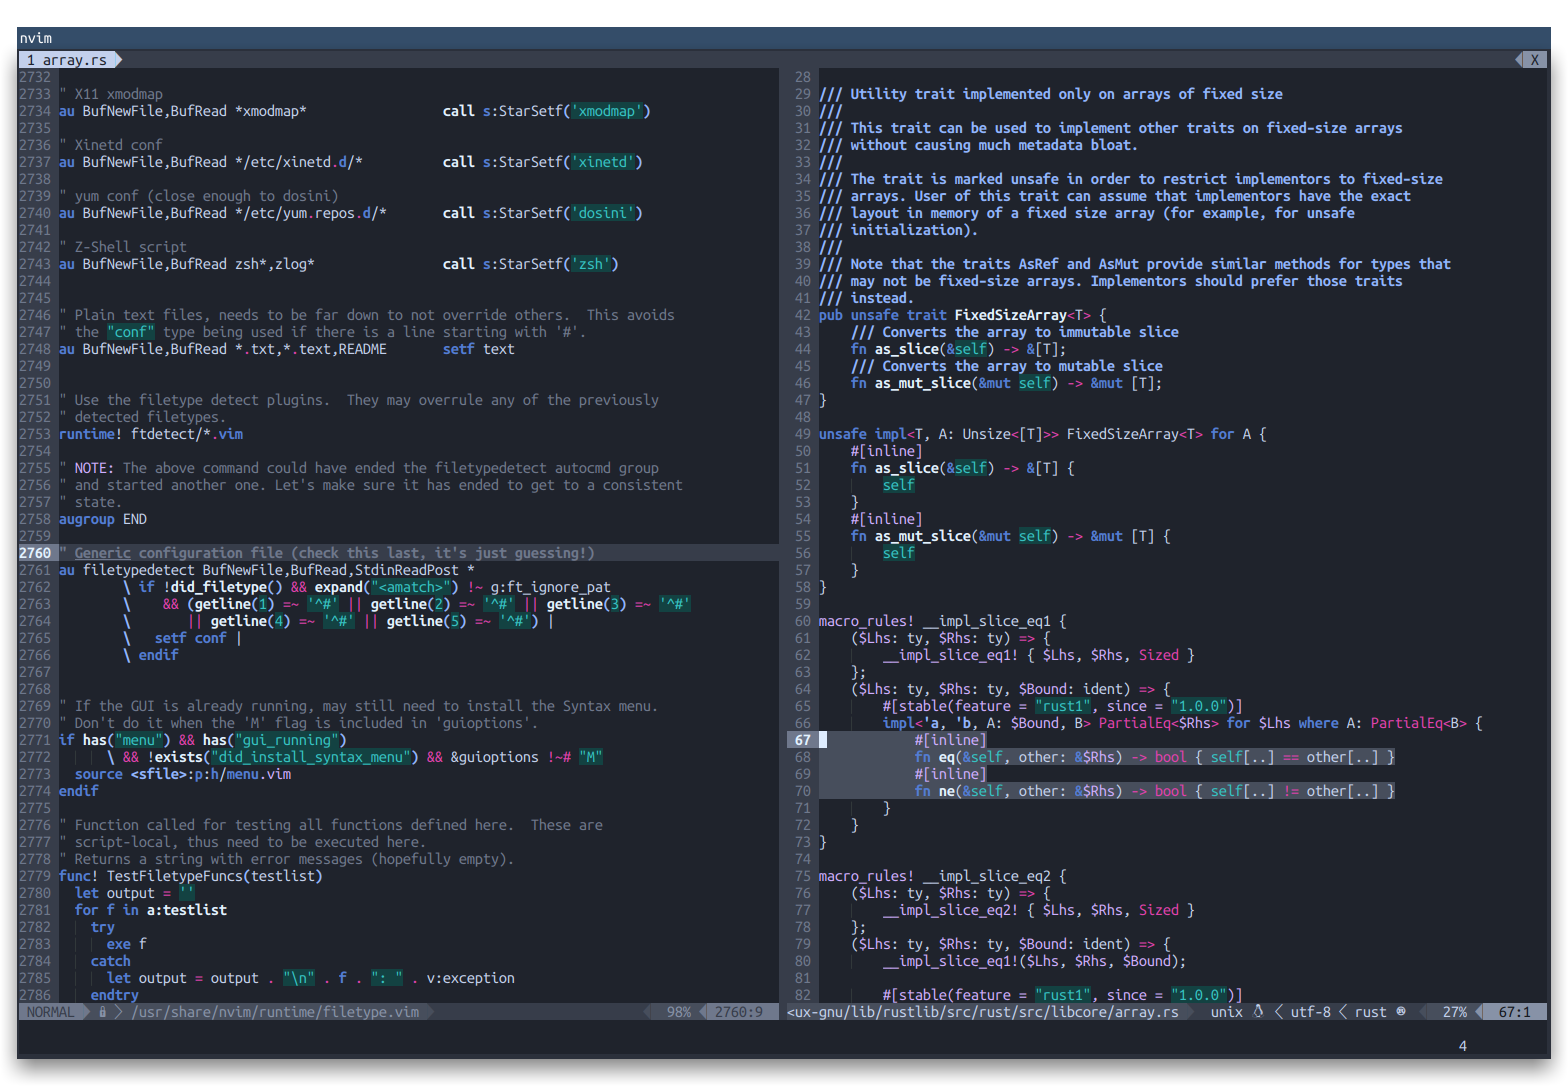 nvim
1 array.rs
X
2732
2733 " X11 xmodmap
2734 au BufNewFile,BufRead *xmodmap* call s:StarSetf('xmodmap')
2735
2736 " Xinetd conf
2737 au BufNewFile,BufRead */etc/xinetd.d/* call s:StarSetf('xinetd')
2738
2739 " yum conf (close enough to dosini)
2740 au BufNewFile,BufRead */etc/yum.repos.d/* call s:StarSetf('dosini')
2741
2742 " Z-Shell script
2743 au BufNewFile,BufRead zsh*,zlog* call s:StarSetf('zsh')
2744
2745
2746 " Plain text files, needs to be far down to not override others.  This avoids
2747 " the "conf" type being used if there is a line starting with '#'.
2748 au BufNewFile,BufRead *.txt,*.text,README setf text
2749
2750
2751 " Use the filetype detect plugins.  They may overrule any of the previously
2752 " detected filetypes.
2753 runtime! ftdetect/*.vim
2754
2755 " NOTE: The above command could have ended the filetypedetect autocmd group
2756 " and started another one. Let's make sure it has ended to get to a consistent
2757 " state.
2758 augroup END
2759
2760 " Generic configuration file (check this last, it's just guessing!)
2761 au filetypedetect BufNewFile,BufRead,StdinReadPost *
2762 \ if !did_filetype() && expand("<amatch>") !~ g:ft_ignore_pat
2763 \    && (getline(1) =~ '^#' || getline(2) =~ '^#' || getline(3) =~ '^#'
2764 \       || getline(4) =~ '^#' || getline(5) =~ '^#') |
2765 \   setf conf |
2766 \ endif
2767
2768
2769 " If the GUI is already running, may still need to install the Syntax menu.
2770 " Don't do it when the 'M' flag is included in 'guioptions'.
2771 if has("menu") && has("gui_running")
2772 \ && !exists("did_install_syntax_menu") && &guioptions !~# "M"
2773   source <sfile>:p:h/menu.vim
2774 endif
2775
2776 " Function called for testing all functions defined here.  These are
2777 " script-local, thus need to be executed here.
2778 " Returns a string with error messages (hopefully empty).
2779 func! TestFiletypeFuncs(testlist)
2780   let output = ''
2781   for f in a:testlist
2782     try
2783       exe f
2784     catch
2785       let output = output . "\n" . f . ": " . v:exception
2786     endtry
NORMAL /usr/share/nvim/runtime/filetype.vim 98% 2760:9
28
29 /// Utility trait implemented only on arrays of fixed size
30 ///
31 /// This trait can be used to implement other traits on fixed-size arrays
32 /// without causing much metadata bloat.
33 ///
34 /// The trait is marked unsafe in order to restrict implementors to fixed-size
35 /// arrays. User of this trait can assume that implementors have the exact
36 /// layout in memory of a fixed size array (for example, for unsafe
37 /// initialization).
38 ///
39 /// Note that the traits AsRef and AsMut provide similar methods for types that
40 /// may not be fixed-size arrays. Implementors should prefer those traits
41 /// instead.
42 pub unsafe trait FixedSizeArray<T> {
43     /// Converts the array to immutable slice
44     fn as_slice(&self) -> &[T];
45     /// Converts the array to mutable slice
46     fn as_mut_slice(&mut self) -> &mut [T];
47 }
48
49 unsafe impl<T, A: Unsize<[T]>> FixedSizeArray<T> for A {
50     #[inline]
51     fn as_slice(&self) -> &[T] {
52         self
53     }
54     #[inline]
55     fn as_mut_slice(&mut self) -> &mut [T] {
56         self
57     }
58 }
59
60 macro_rules! __impl_slice_eq1 {
61     ($Lhs: ty, $Rhs: ty) => {
62         __impl_slice_eq1! { $Lhs, $Rhs, Sized }
63     };
64     ($Lhs: ty, $Rhs: ty, $Bound: ident) => {
65         #[stable(feature = "rust1", since = "1.0.0")]
66         impl<'a, 'b, A: $Bound, B> PartialEq<$Rhs> for $Lhs where A: PartialEq<B> {
67             #[inline]
68             fn eq(&self, other: &$Rhs) -> bool { self[..] == other[..] }
69             #[inline]
70             fn ne(&self, other: &$Rhs) -> bool { self[..] != other[..] }
71         }
72     }
73 }
74
75 macro_rules! __impl_slice_eq2 {
76     ($Lhs: ty, $Rhs: ty) => {
77         __impl_slice_eq2! { $Lhs, $Rhs, Sized }
78     };
79     ($Lhs: ty, $Rhs: ty, $Bound: ident) => {
80         __impl_slice_eq1!($Lhs, $Rhs, $Bound);
81
82         #[stable(feature = "rust1", since = "1.0.0")]
<ux-gnu/lib/rustlib/src/rust/src/libcore/array.rs unix < utf-8 < rust 27% 67:1
4